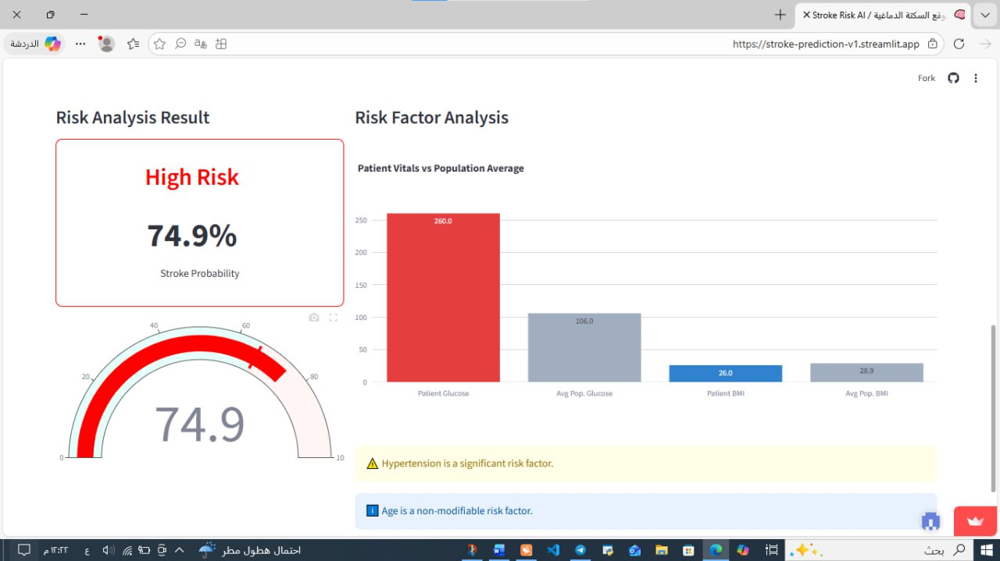 Stroke Risk AI / وقع السكتة الدماغية
الدردشة
https://stroke-prediction-v1.streamlit.app
Fork
Risk Analysis Result
High Risk
74.9%
Stroke Probability
0
20
40
60
80
10
74.9
Risk Factor Analysis
Patient Vitals vs Population Average
250
200
150
100
50
0
260.0
106.0
26.0
28.9
Patient Glucose
Avg Pop. Glucose
Patient BMI
Avg Pop. BMI
⚠ Hypertension is a significant risk factor.
ℹ Age is a non-modifiable risk factor.
١٢:٢٢ م
ع
احتمال هطول مطر
بحث